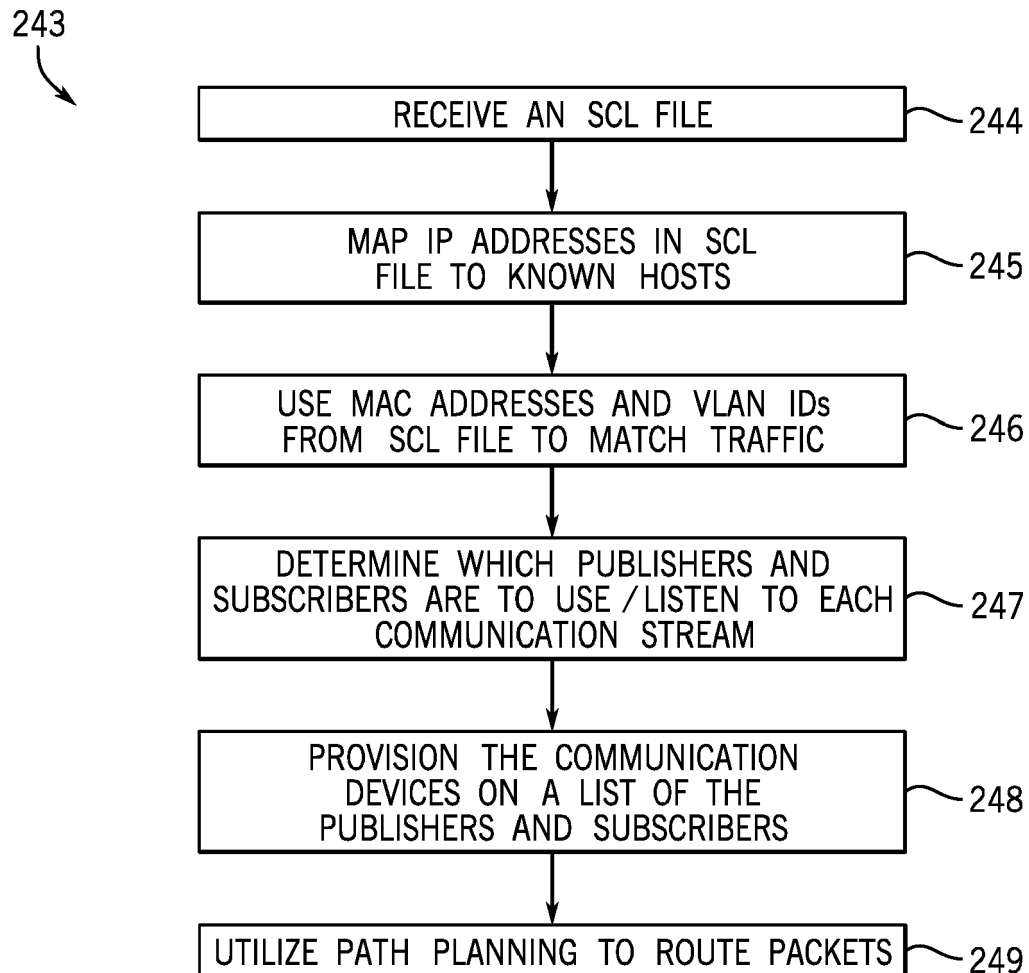 243
RECEIVE AN SCL FILE
244
MAP IP ADDRESSES IN SCL
FILE TO KNOWN HOSTS
245
USE MAC ADDRESSES AND VLAN IDs
FROM SCL FILE TO MATCH TRAFFIC
246
DETERMINE WHICH PUBLISHERS AND
SUBSCRIBERS ARE TO USE/LISTEN TO EACH
COMMUNICATION STREAM
247
PROVISION THE COMMUNICATION
DEVICES ON A LIST OF THE
PUBLISHERS AND SUBSCRIBERS
248
UTILIZE PATH PLANNING TO ROUTE PACKETS
249